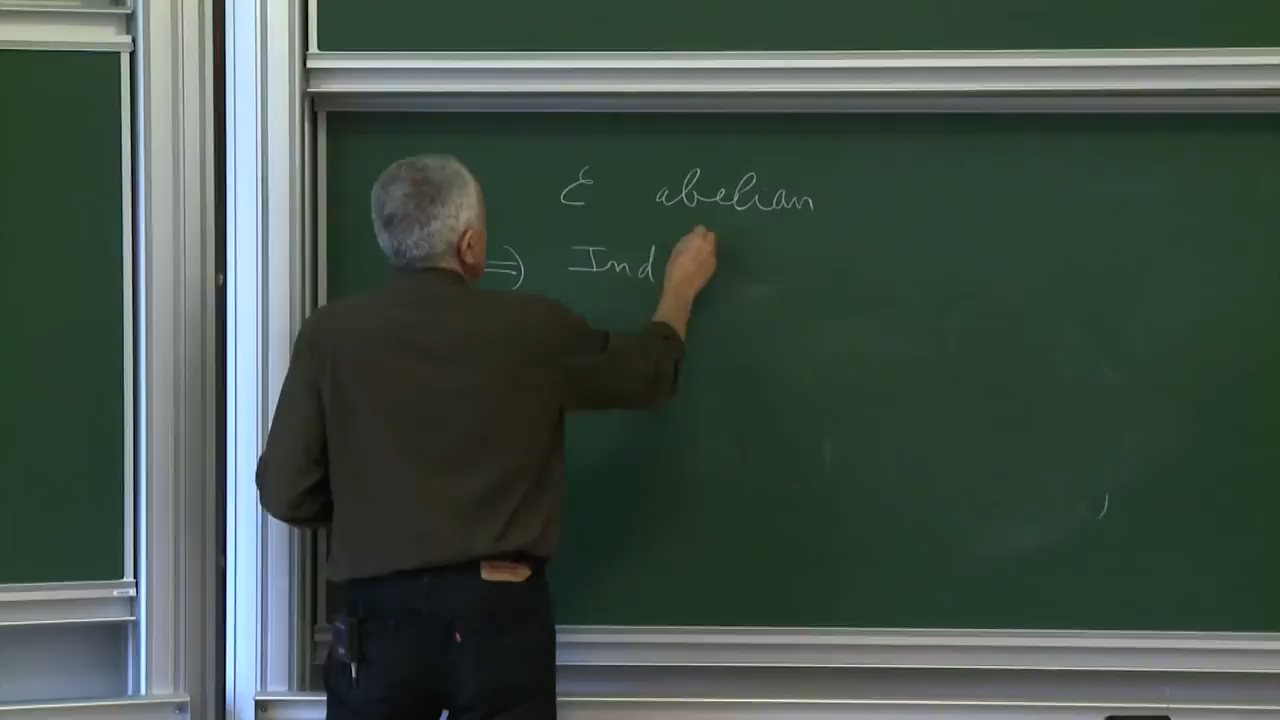 ℰ abelian
⇒ Ind